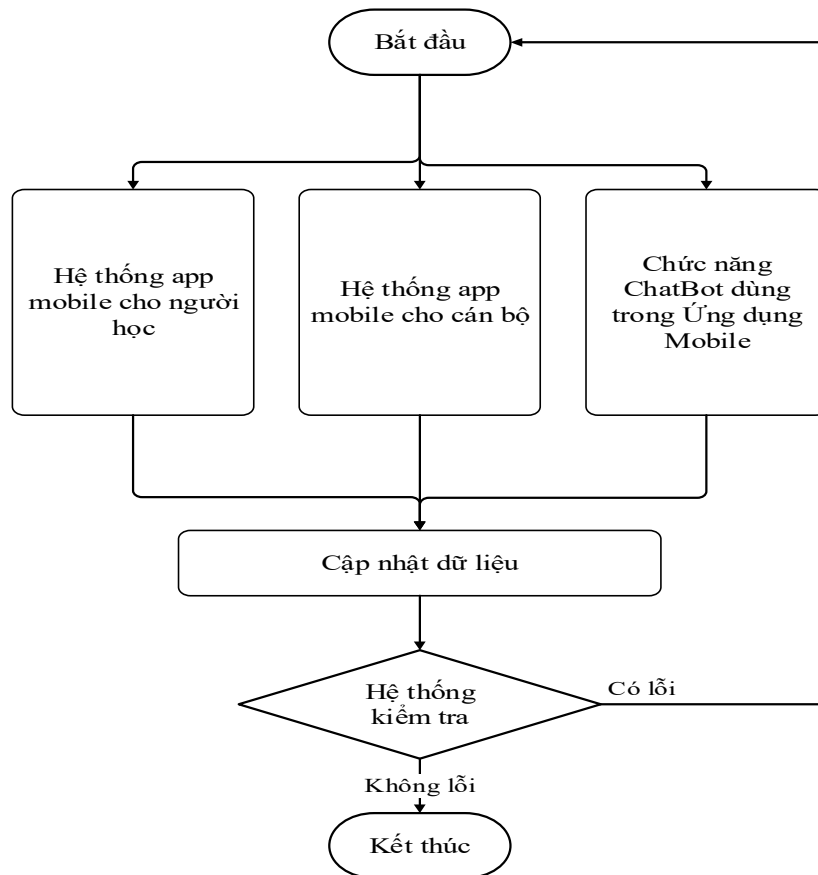 Bắt đầu
Hệ thống app
mobile cho người
học
Hệ thống app
mobile cho cán bộ
Chức năng
ChatBot dùng
trong Ứng dụng
Mobile
Cập nhật dữ liệu
Hệ thống
kiểm tra
Có lỗi
Không lỗi
Kết thúc